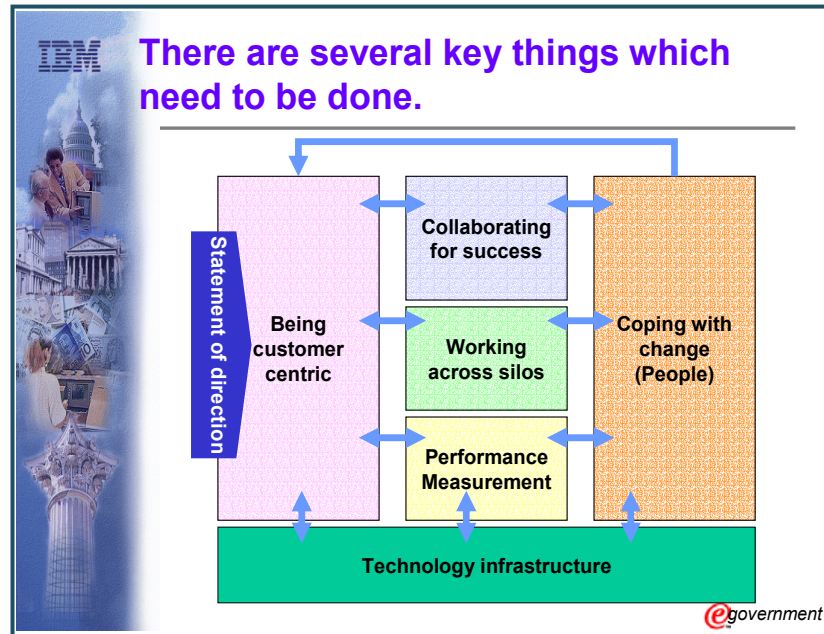 IBM
There are several key things which
need to be done.
Statement of direction
Being
customer
centric
Collaborating
for success
Working
across silos
Performance
Measurement
Coping with
change
(People)
Technology infrastructure
e government